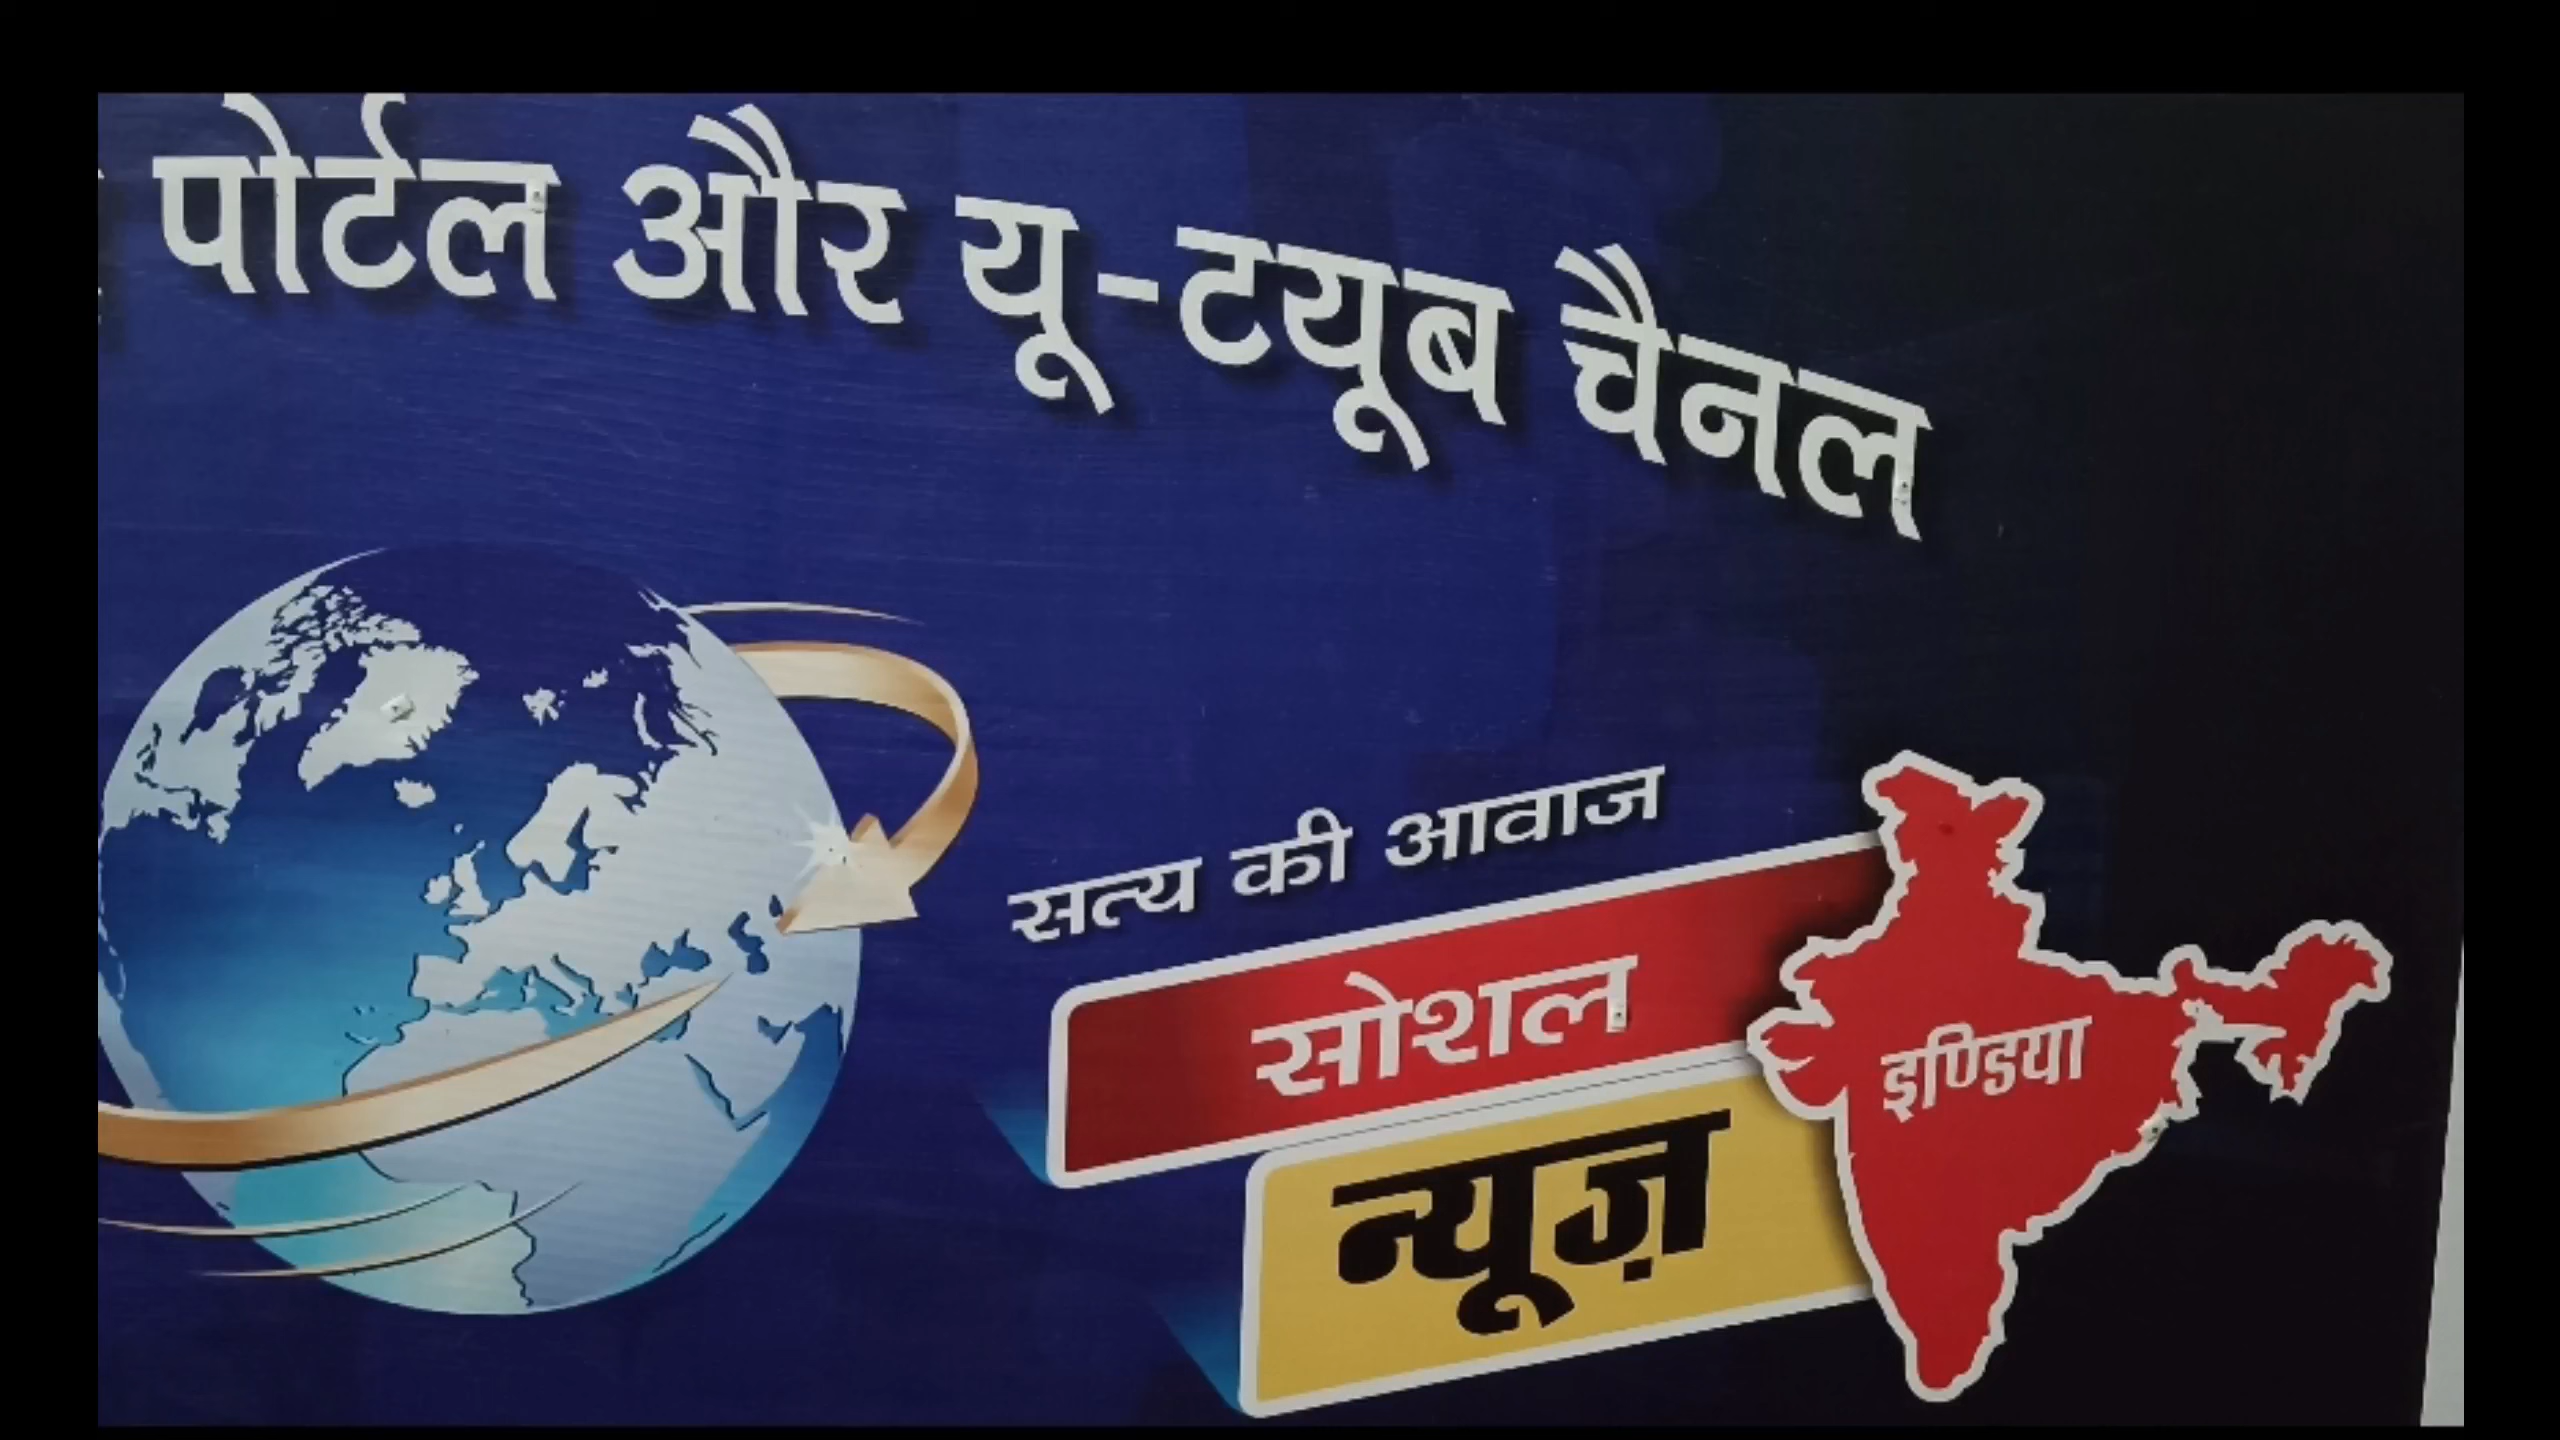 पोर्टल और यू-टयूब चैनल
सत्य की आवाज
सोशल
इण्डिया
न्यूज़